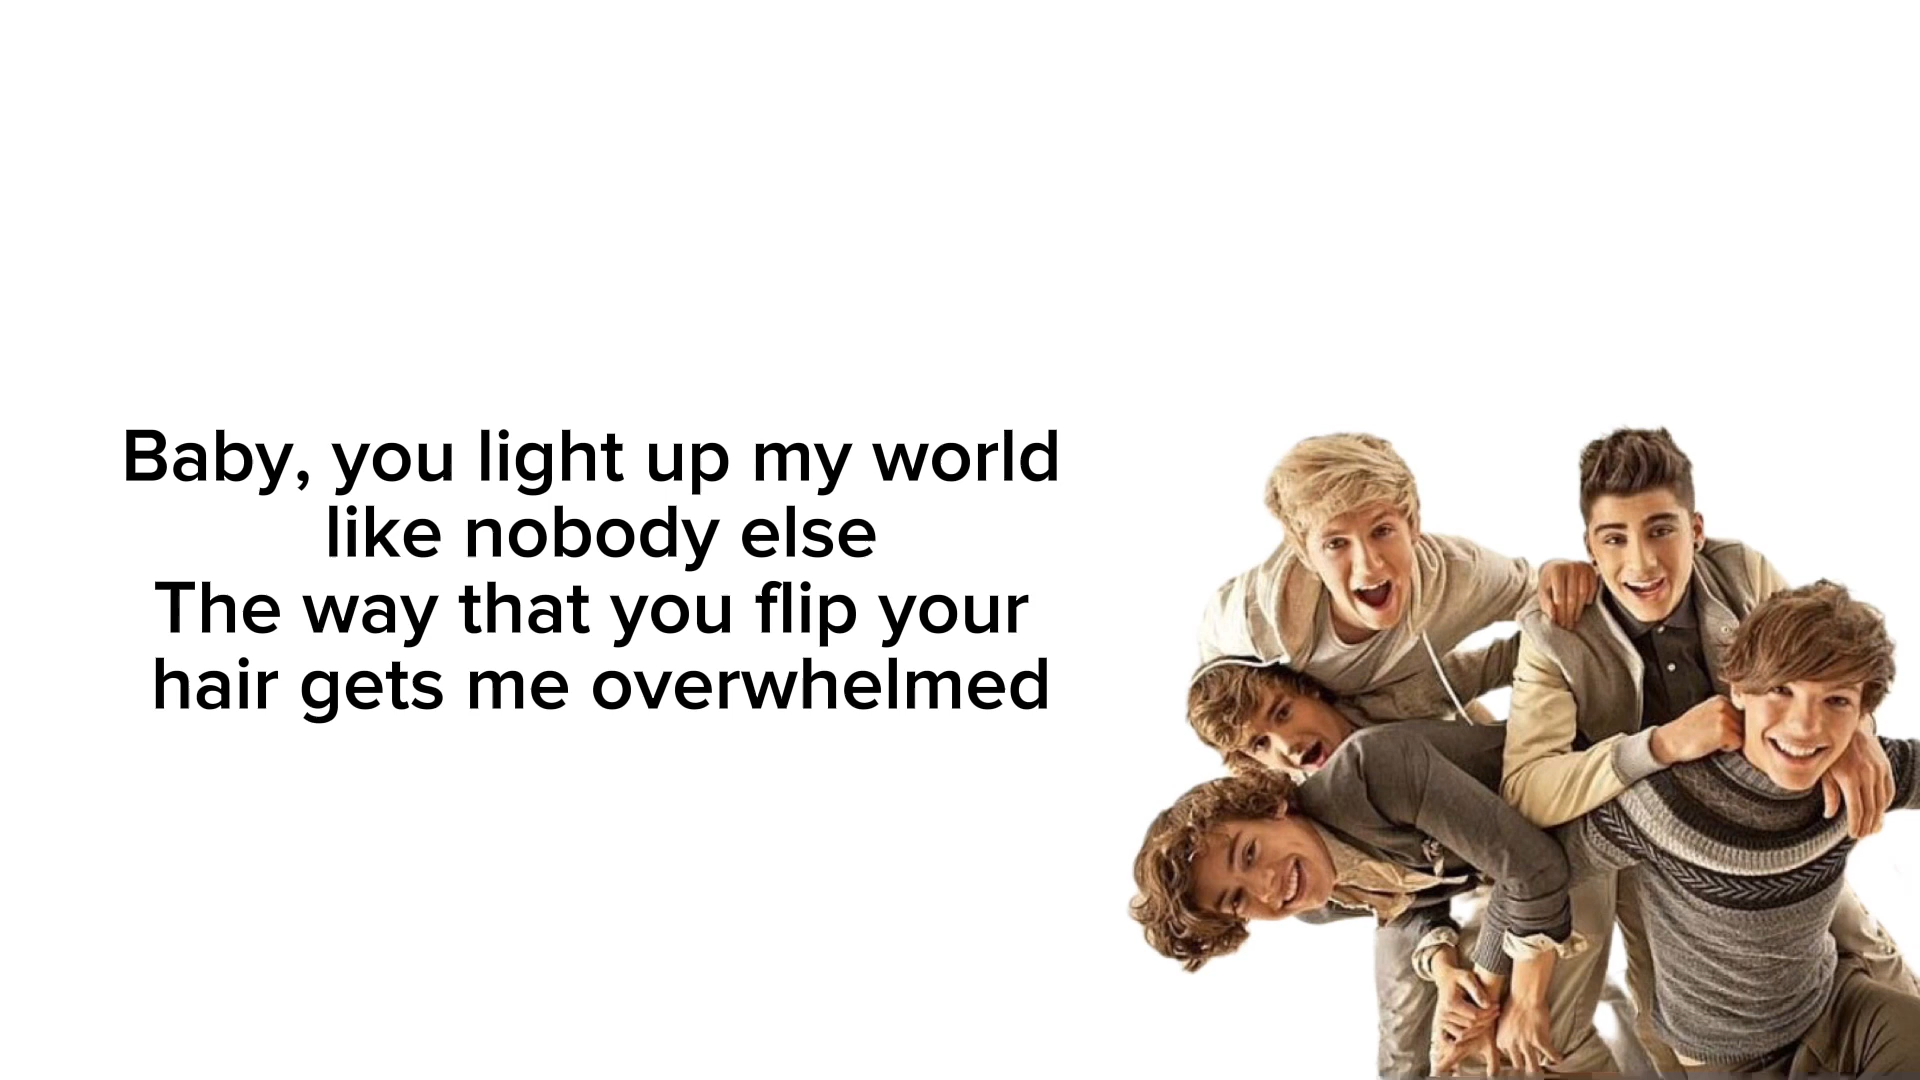 Baby, you light up my world
like nobody else
The way that you flip your
hair gets me overwhelmed